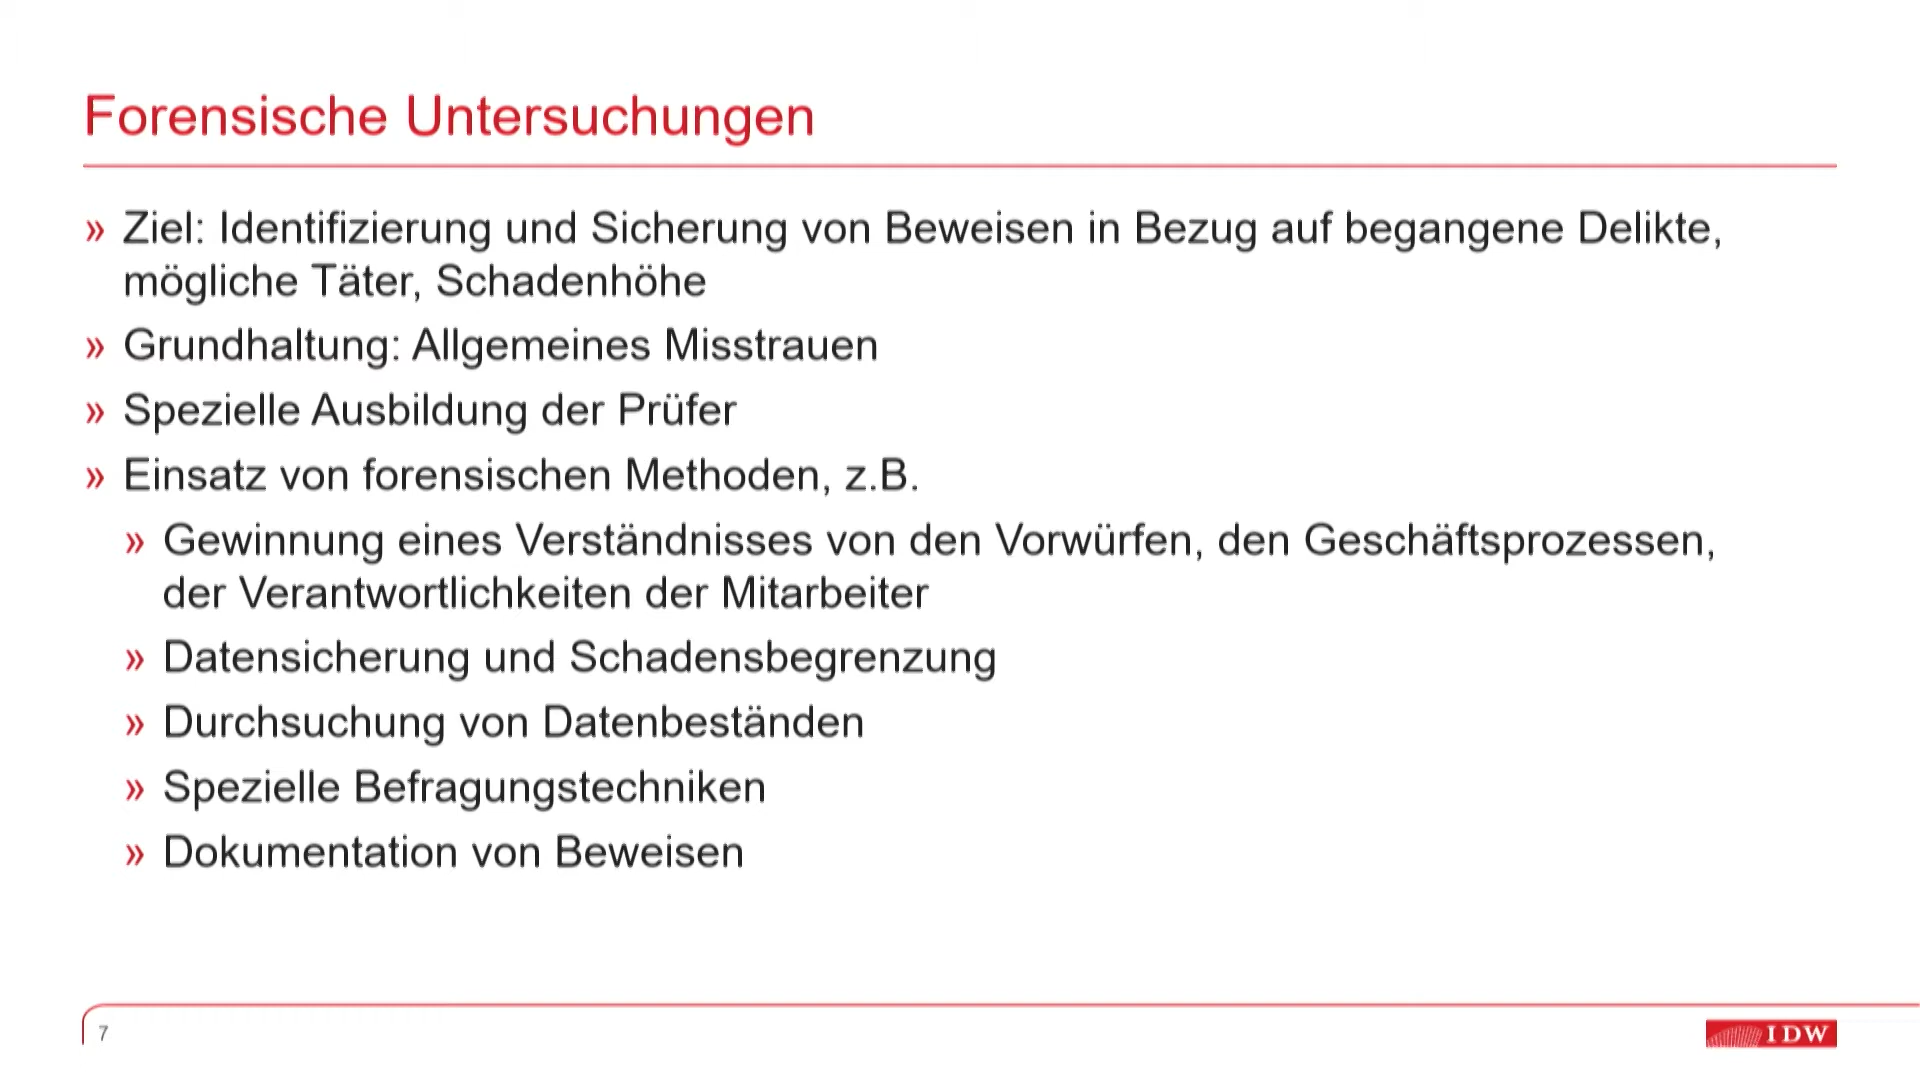 Forensische Untersuchungen
» Ziel: Identifizierung und Sicherung von Beweisen in Bezug auf begangene Delikte,
mögliche Täter, Schadenhöhe
» Grundhaltung: Allgemeines Misstrauen
» Spezielle Ausbildung der Prüfer
» Einsatz von forensischen Methoden, z.B.
» Gewinnung eines Verständnisses von den Vorwürfen, den Geschäftsprozessen,
der Verantwortlichkeiten der Mitarbeiter
» Datensicherung und Schadensbegrenzung
» Durchsuchung von Datenbeständen
» Spezielle Befragungstechniken
» Dokumentation von Beweisen
7
IDW